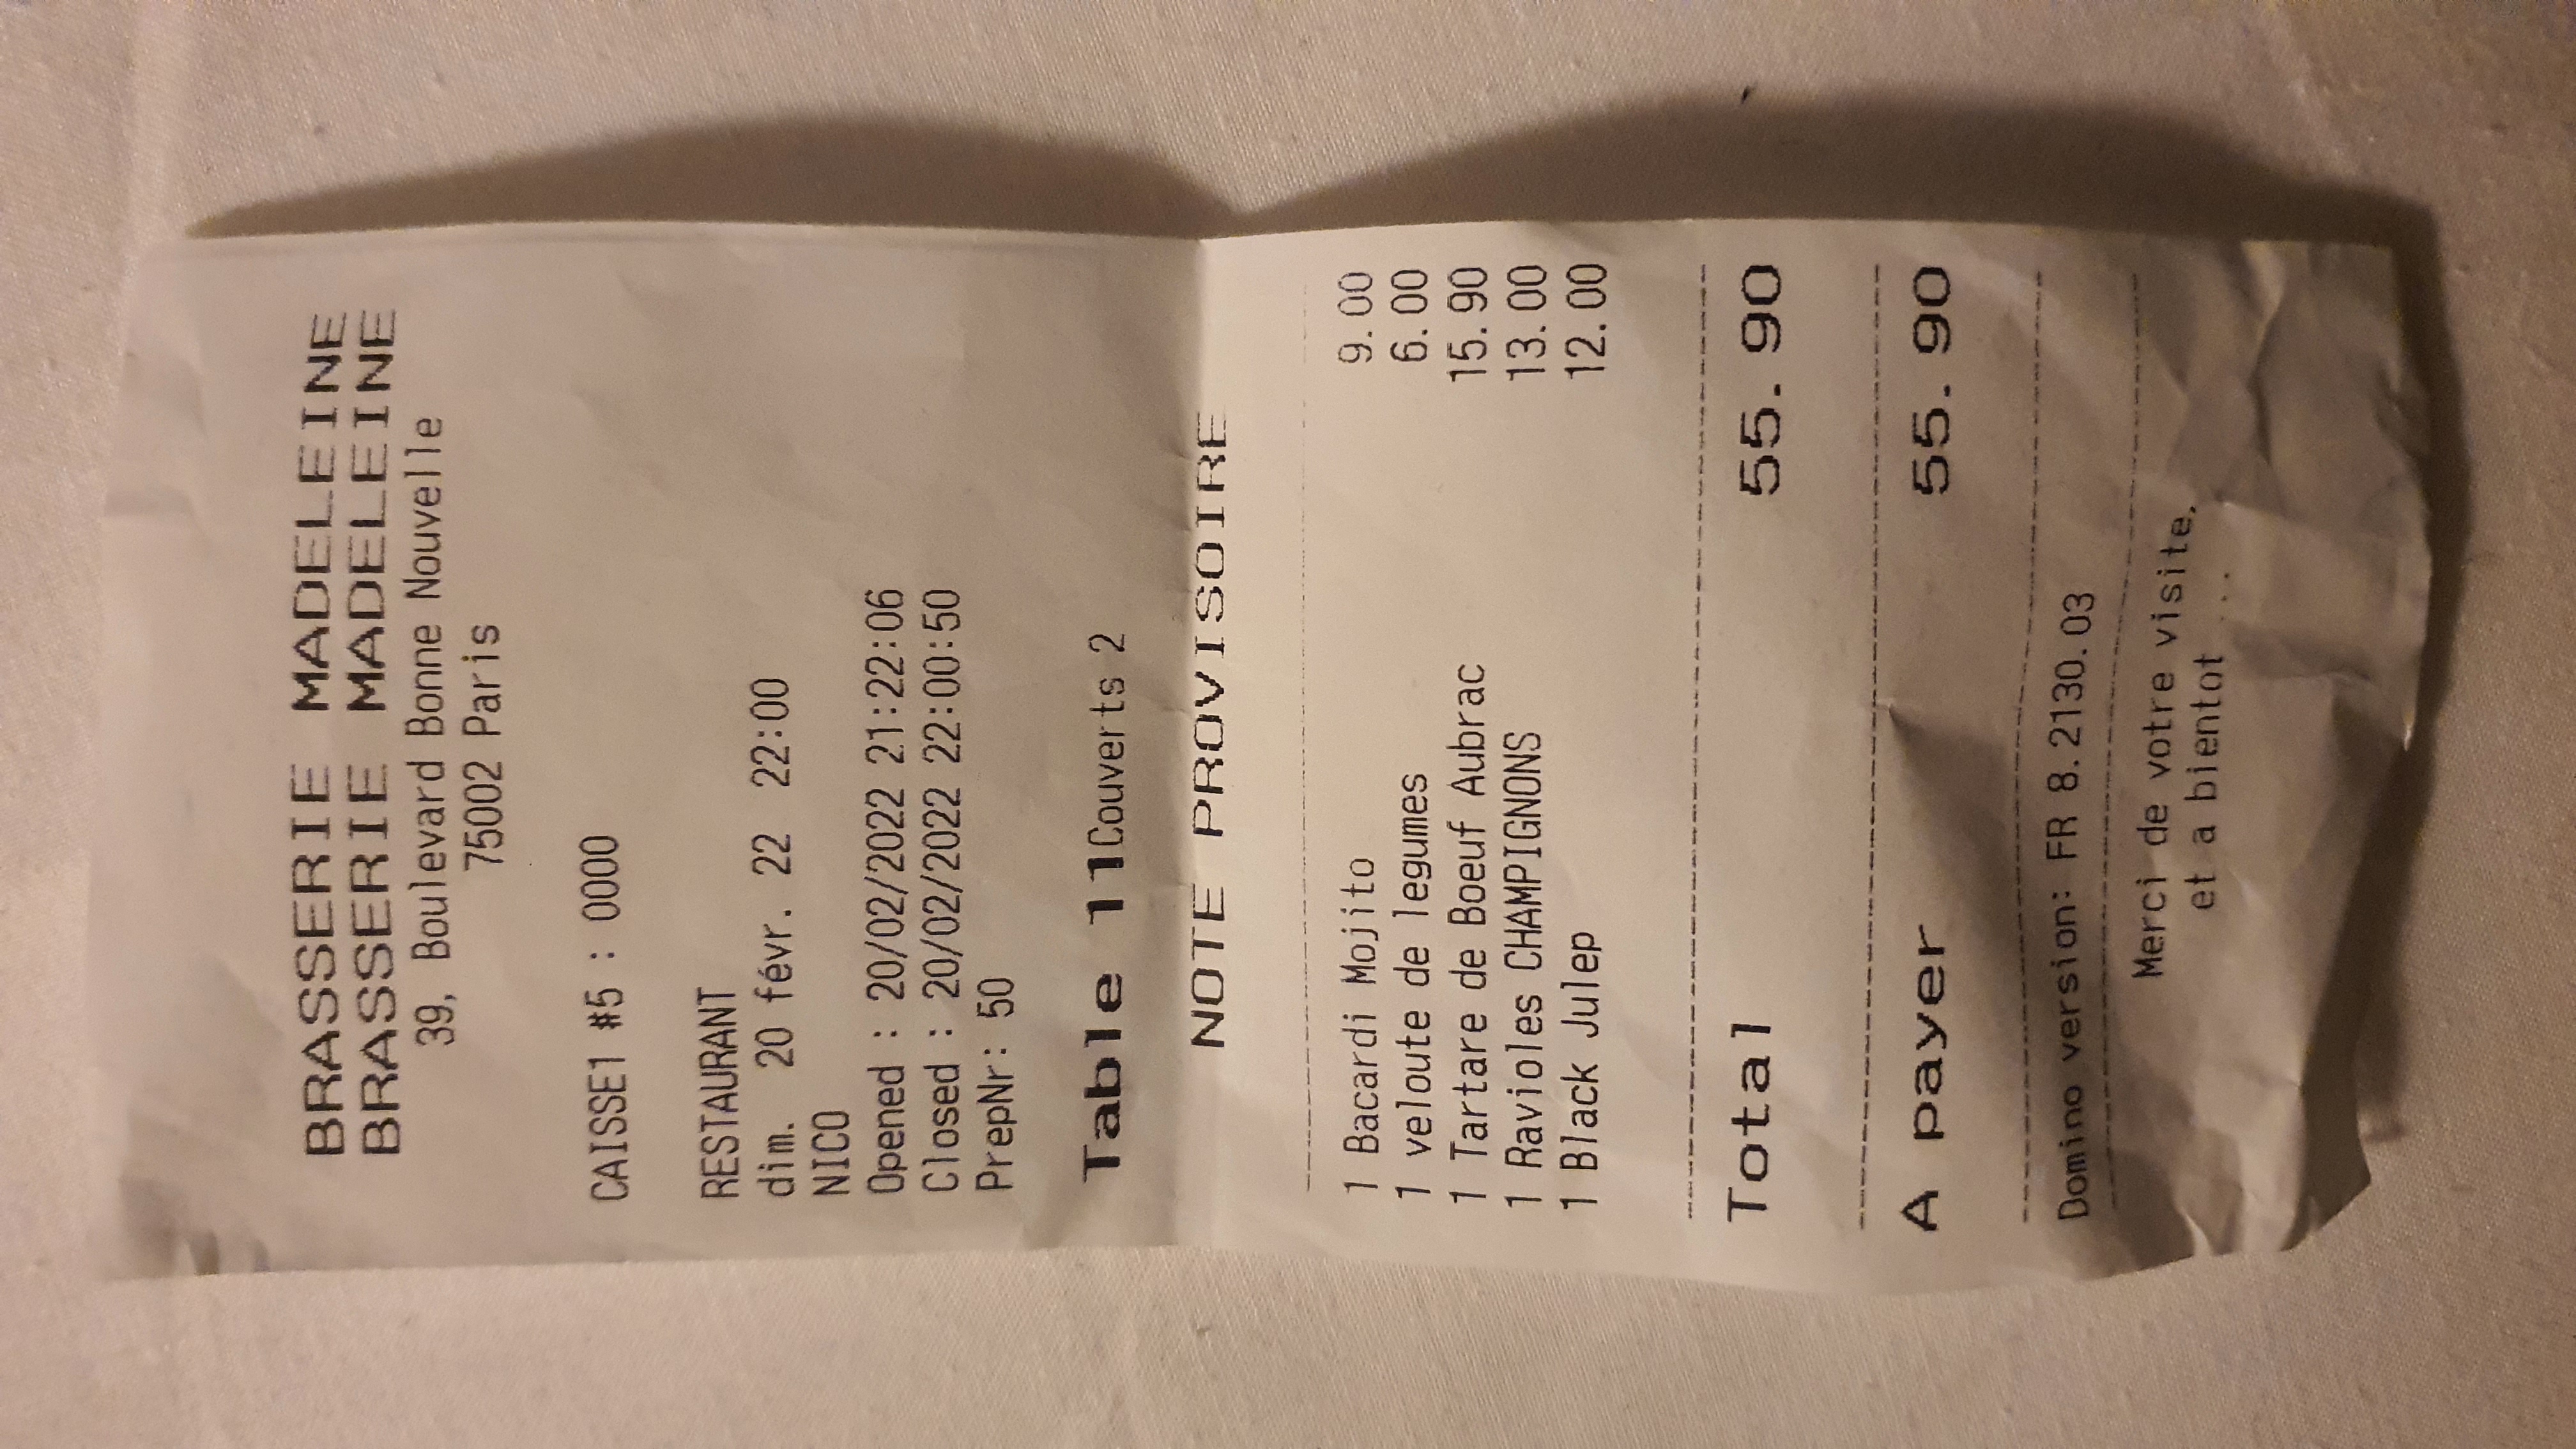 BRASSERIE MADELEINE
BRASSERIE MADELEINE
39, Boulevard Bonne Nouvelle
75002 Paris
CAISSE1 #5 : 0000
RESTAURANT
dim. 20 févr. 22 22:00
NICO
Opened : 20/02/2022 21:22:06
Closed : 20/02/2022 22:00:50
PrepNr: 50
Table 11Couverts 2
NOTE PROVISOIRE
1 Bacardi Mojito 9.00
1 veloute de legumes 6.00
1 Tartare de Boeuf Aubrac 15.90
1 Ravioles CHAMPIGNONS 13.00
1 Black Julep 12.00
Total 55.90
A payer 55.90
Domino version: FR 8.2130.03
Merci de votre visite,
et a bientot ...